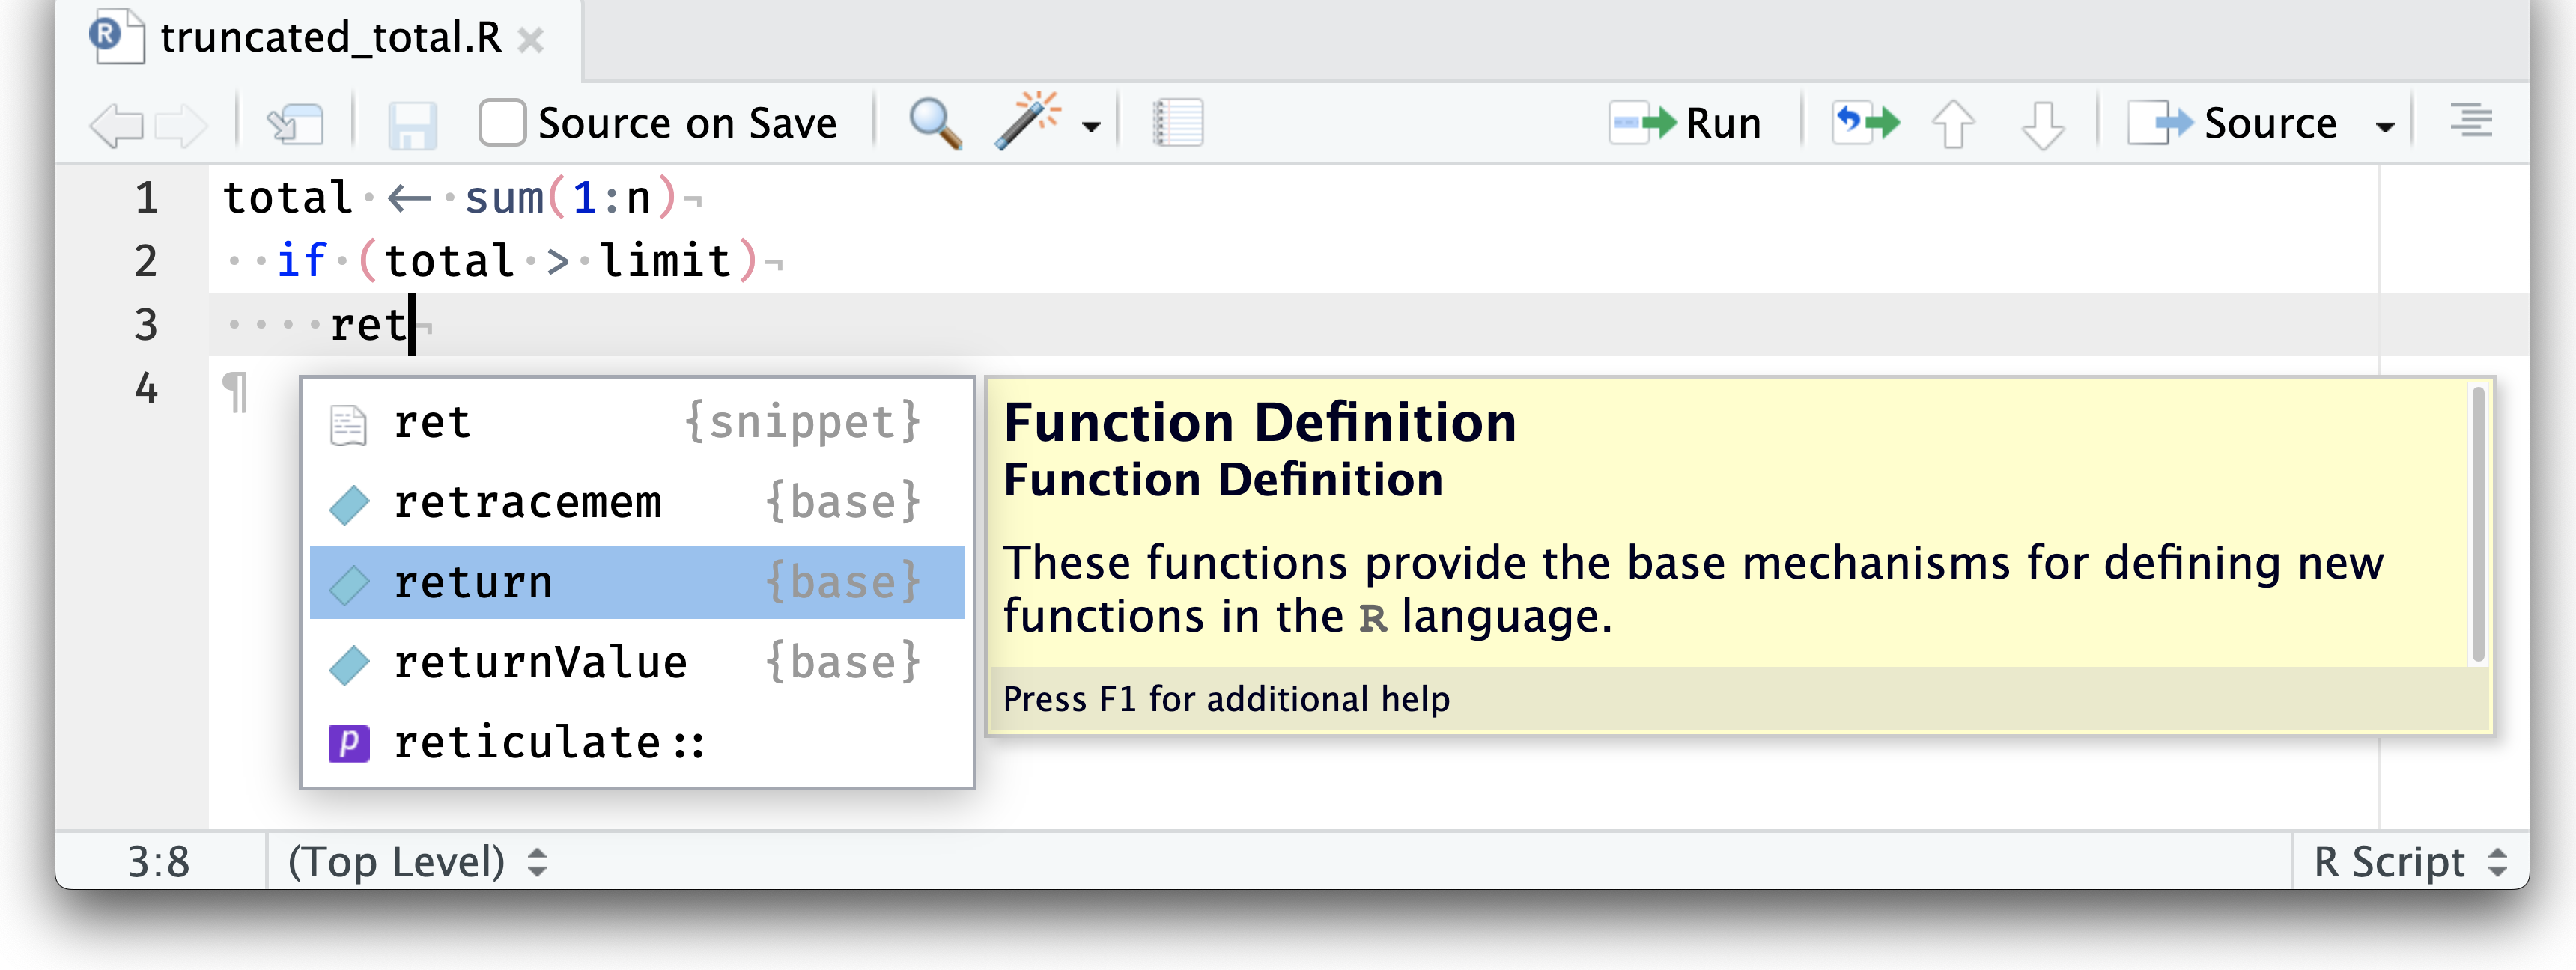 truncated_total.R
Source on Save Run Source
1 total <- sum(1:n)¬
2 ··if·(total·>·limit)¬
3 ····ret¬
4 ¶
ret {snippet}
retracemem {base}
return {base}
returnValue {base}
reticulate::
Function Definition
Function Definition
These functions provide the base mechanisms for defining new
functions in the R language.
Press F1 for additional help
3:8 (Top Level) R Script